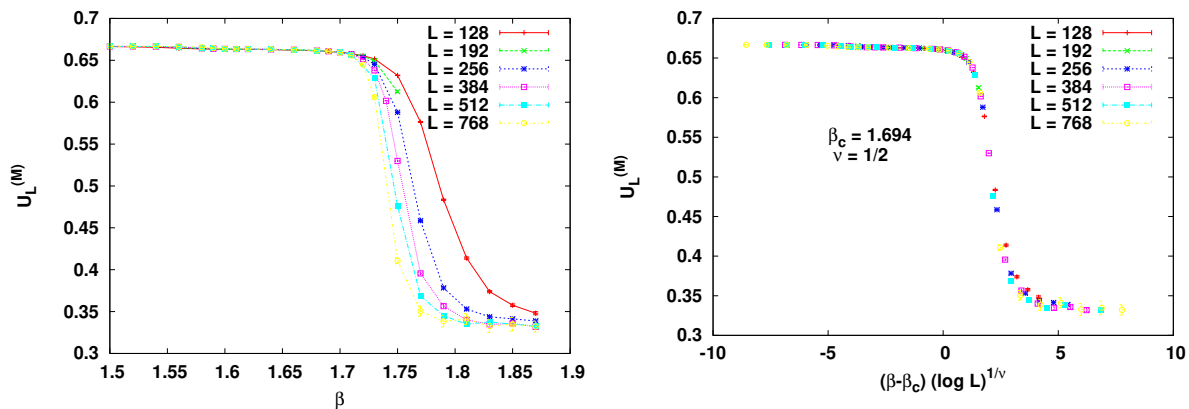 0.7
0.65
0.6
0.55
0.5
0.45
0.4
0.35
0.3
U_L^(M)
1.5 1.55 1.6 1.65 1.7 1.75 1.8 1.85 1.9
β
L = 128
L = 192
L = 256
L = 384
L = 512
L = 768
0.7
0.65
0.6
0.55
0.5
0.45
0.4
0.35
0.3
U_L^(M)
-10 -5 0 5 10
(β-β_c) (log L)^1/ν
β_c = 1.694
ν = 1/2
L = 128
L = 192
L = 256
L = 384
L = 512
L = 768